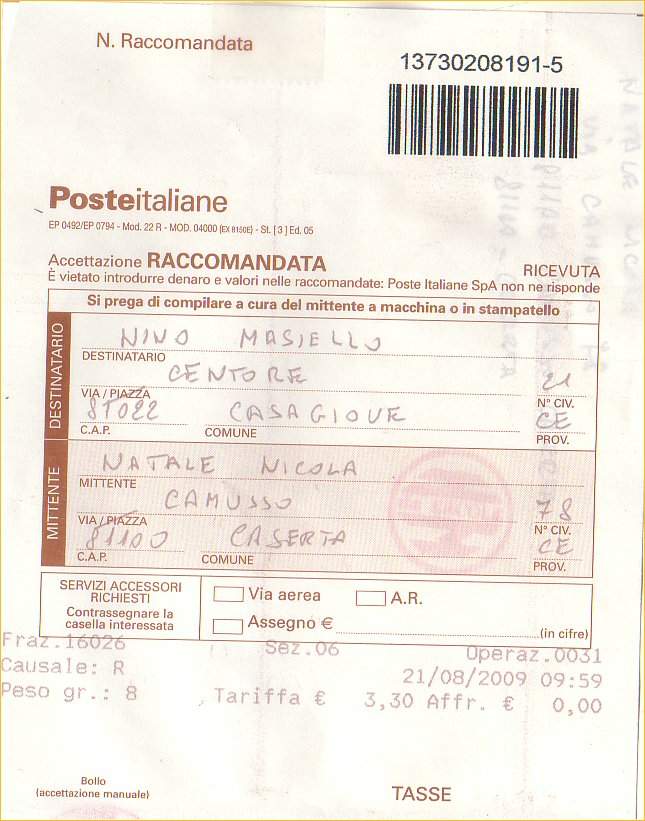 N. Raccomandata
13730208191-5
Posteitaliane
EP 0492/EP 0794 - Mod. 22 R - MOD. 04000 (EX 8150E) - St. [ 3 ] Ed. 05
Accettazione RACCOMANDATA RICEVUTA
È vietato introdurre denaro e valori nelle raccomandate: Poste Italiane SpA non ne risponde
Si prega di compilare a cura del mittente a macchina o in stampatello
DESTINATARIO
NINO MASIELLO
DESTINATARIO
CENTORE 21
VIA / PIAZZA N° CIV.
81022 CASAGIOVE CE
C.A.P. COMUNE PROV.
MITTENTE
NATALE NICOLA
MITTENTE
CAMUSSO 78
VIA / PIAZZA N° CIV.
81100 CASERTA CE
C.A.P. COMUNE PROV.
SERVIZI ACCESSORI
RICHIESTI
Contrassegnare la
casella interessata
Via aerea A.R.
Assegno € (in cifre)
Fraz.16026 Sez.06 Operaz.0031
Causale: R 21/08/2009 09:59
Peso gr.: 8 Tariffa € 3,30 Affr. € 0,00
Bollo
(accettazione manuale)
TASSE